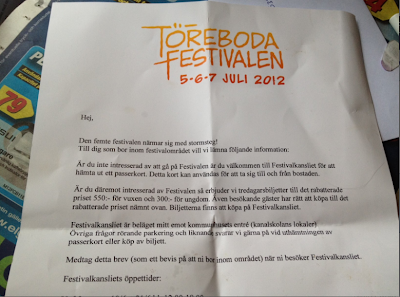 TÖREBODA
FESTIVALEN
5-6-7 JULI 2012
Hej,
Den femte festivalen närmar sig med stormsteg!
Till dig som bor inom festivalområdet vill vi lämna följande information:
Är du inte intresserad av att gå på Festivalen är du välkommen till Festivalkansliet för att
hämta ut ett passerkort. Detta kort kan användas för att ta sig till och från bostaden.
Är du däremot intresserad av Festivalen så erbjuder vi tredagarsbiljetter till det rabatterade
priset 550:- för vuxen och 300:- för ungdom. Även besökande gäster har rätt att köpa till det
rabatterade priset nämnt ovan. Biljetterna finns att köpa på Festivalkansliet.
Festivalkansliet är beläget mitt emot kommunhusets entré (kanalskolans lokaler)
Övriga frågor rörande parkering och liknande svarar vi gärna på vid uthämtningen av
passerkort eller köp av biljett.
Medtag detta brev (som ett bevis på att ni bor inom området) när ni besöker Festivalkansliet.
Festivalkansliets öppettider:
79